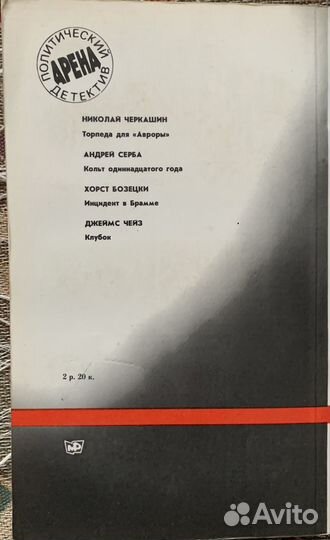 ПОЛИТИЧЕСКИЙ
АРЕНА
ДЕТЕКТИВ
НИКОЛАЙ ЧЕРКАШИН
Торпеда для «Авроры»
АНДРЕЙ СЕРБА
Кольт одиннадцатого года
ХОРСТ БОЗЕЦКИ
Инцидент в Брамме
ДЖЕЙМС ЧЕЙЗ
Клубок
2 р. 20 к.
Avito